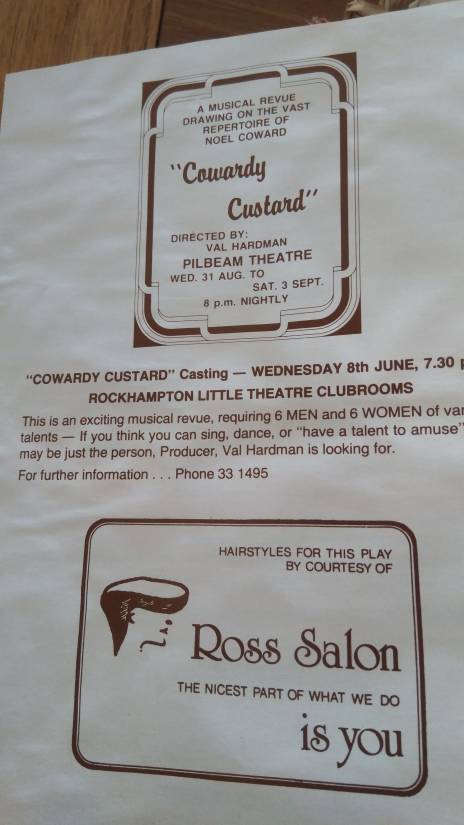 A MUSICAL REVUE
DRAWING ON THE VAST
REPERTOIRE OF
NOEL COWARD
"Cowardy
Custard"
DIRECTED BY:
VAL HARDMAN
PILBEAM THEATRE
WED. 31 AUG. TO
SAT. 3 SEPT.
8 p.m. NIGHTLY
"COWARDY CUSTARD" Casting — WEDNESDAY 8th JUNE, 7.30
ROCKHAMPTON LITTLE THEATRE CLUBROOMS
This is an exciting musical revue, requiring 6 MEN and 6 WOMEN of
talents — If you think you can sing, dance, or "have a talent to amuse"
may be just the person, Producer, Val Hardman is looking for.
For further information . . . Phone 33 1495
HAIRSTYLES FOR THIS PLAY
BY COURTESY OF
Ross Salon
THE NICEST PART OF WHAT WE DO
is you